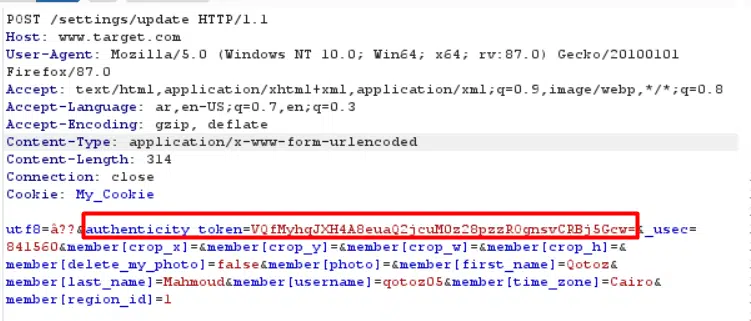 POST /settings/update HTTP/1.1
Host: www.target.com
User-Agent: Mozilla/5.0 (Windows NT 10.0; Win64; x64; rv:87.0) Gecko/20100101
Firefox/87.0
Accept: text/html,application/xhtml+xml,application/xml;q=0.9,image/webp,*/*;q=0.8
Accept-Language: ar,en-US;q=0.7,en;q=0.3
Accept-Encoding: gzip, deflate
Content-Type: application/x-www-form-urlencoded
Content-Length: 314
Connection: close
Cookie: My_Cookie
utf8=â??&authenticity_token=VQfMyhqJXH4A8euaQ2jcuM0z28pzzR0gnsvCRBj5Gcw=&_usec=
841560&member[crop_x]=&member[crop_y]=&member[crop_w]=&member[crop_h]=&
member[delete_my_photo]=false&member[photo]=&member[first_name]=Qotoz&
member[last_name]=Mahmoud&member[username]=qotoz05&member[time_zone]=Cairo&
member[region_id]=1